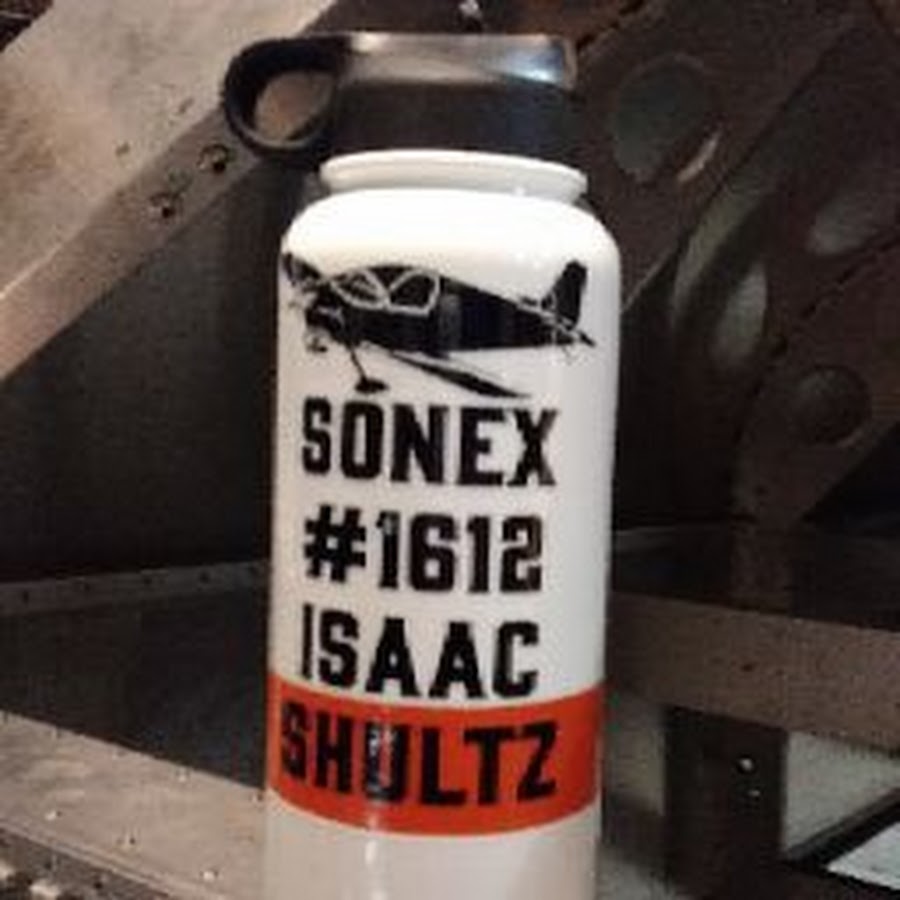 SONEX
#1612
ISAAC
SHULTZ